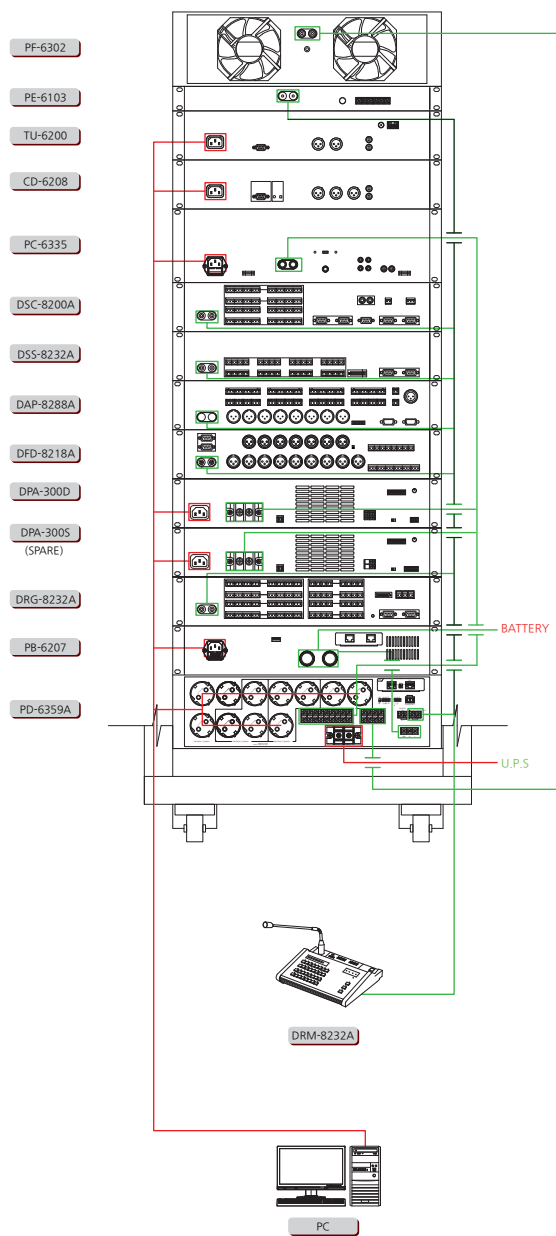 PF-6302
PE-6103
TU-6200
CD-6208
PC-6335
DSC-8200A
DSS-8232A
DAP-8288A
DFD-8218A
DPA-300D
DPA-300S
(SPARE)
DRG-8232A
BATTERY
PB-6207
PD-6359A
U.P.S
DRM-8232A
PC